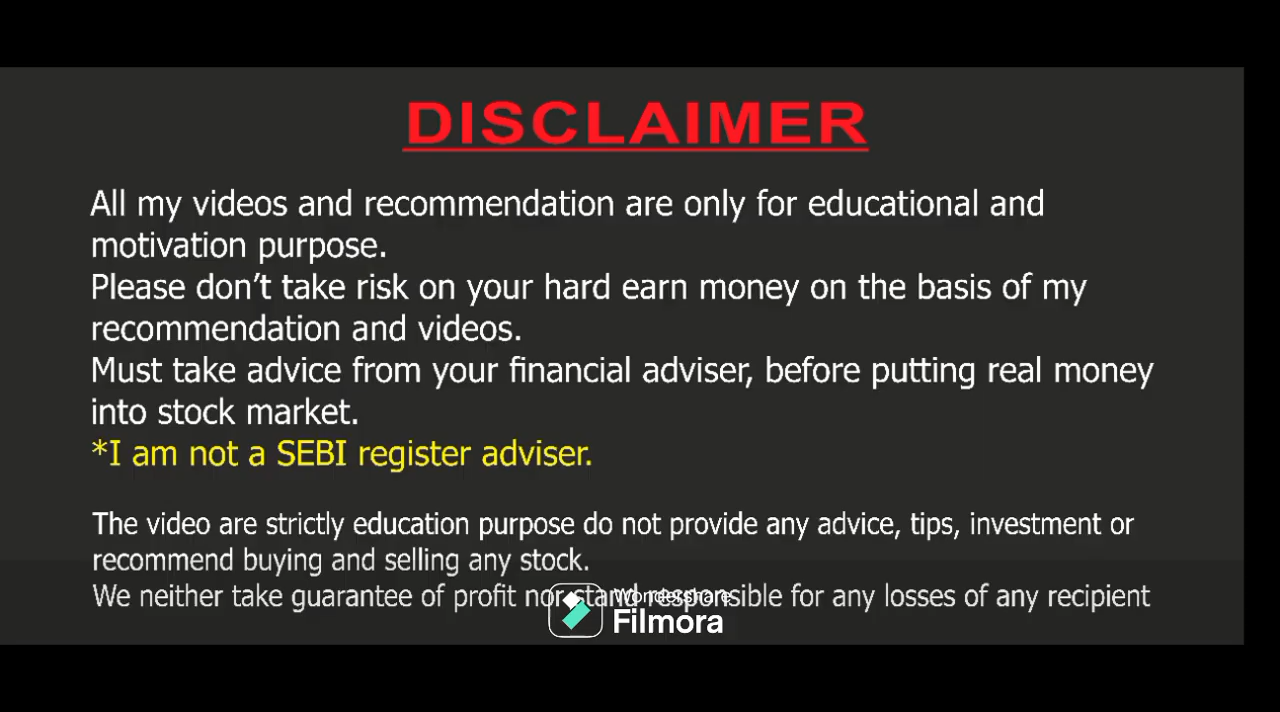 DISCLAIMER
All my videos and recommendation are only for educational and
motivation purpose.
Please don’t take risk on your hard earn money on the basis of my
recommendation and videos.
Must take advice from your financial adviser, before putting real money
into stock market.
*I am not a SEBI register adviser.
The video are strictly education purpose do not provide any advice, tips, investment or
recommend buying and selling any stock.
We neither take guarantee of profit nor stand responsible for any losses of any recipient
Wondershare
Filmora